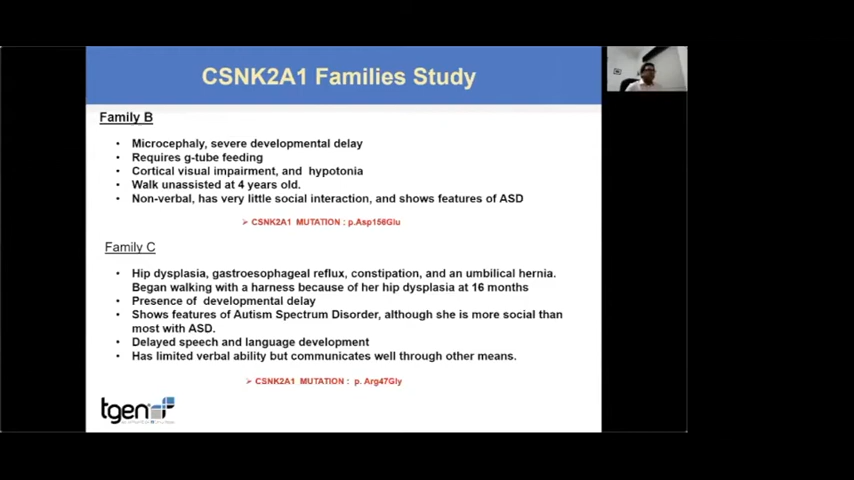 CSNK2A1 Families Study
Family B
• Microcephaly, severe developmental delay
• Requires g-tube feeding
• Cortical visual impairment, and hypotonia
• Walk unassisted at 4 years old.
• Non-verbal, has very little social interaction, and shows features of ASD
➢ CSNK2A1 MUTATION : p.Asp156Glu
Family C
• Hip dysplasia, gastroesophageal reflux, constipation, and an umbilical hernia.
Began walking with a harness because of her hip dysplasia at 16 months
• Presence of developmental delay
• Shows features of Autism Spectrum Disorder, although she is more social than
most with ASD.
• Delayed speech and language development
• Has limited verbal ability but communicates well through other means.
➢ CSNK2A1 MUTATION : p. Arg47Gly
tgen